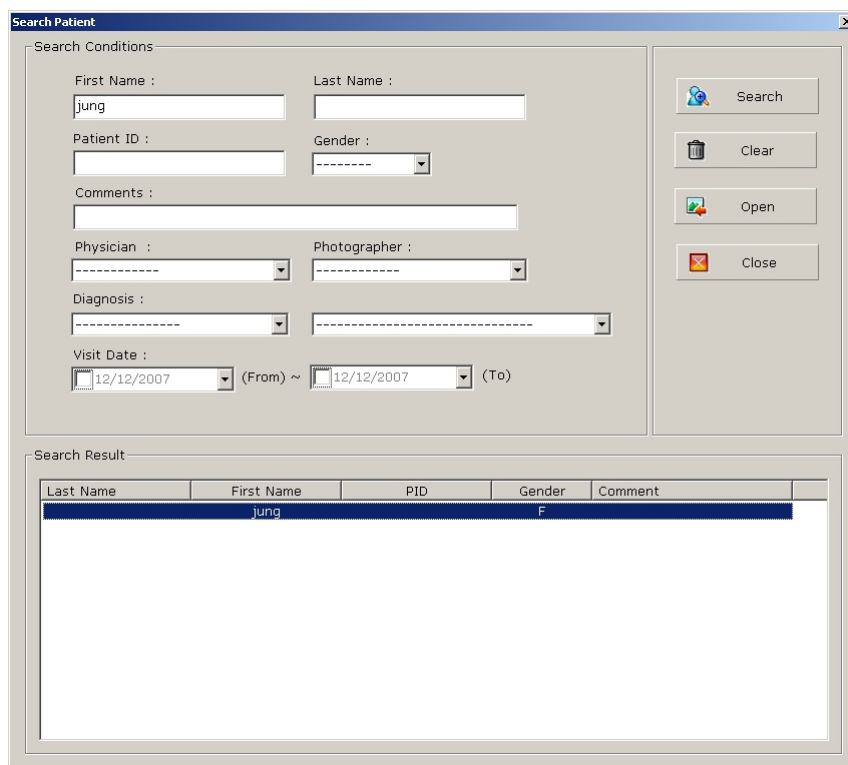 Search Patient
Search Conditions
First Name :
Last Name :
jung
Patient ID :
Gender :
--------
Comments :
Physician :
Photographer :
------------
------------
Diagnosis :
---------------
-------------------------------
Visit Date :
12/12/2007 (From) ~ 12/12/2007 (To)
Search
Clear
Open
Close
Search Result
Last Name First Name PID Gender Comment
jung F